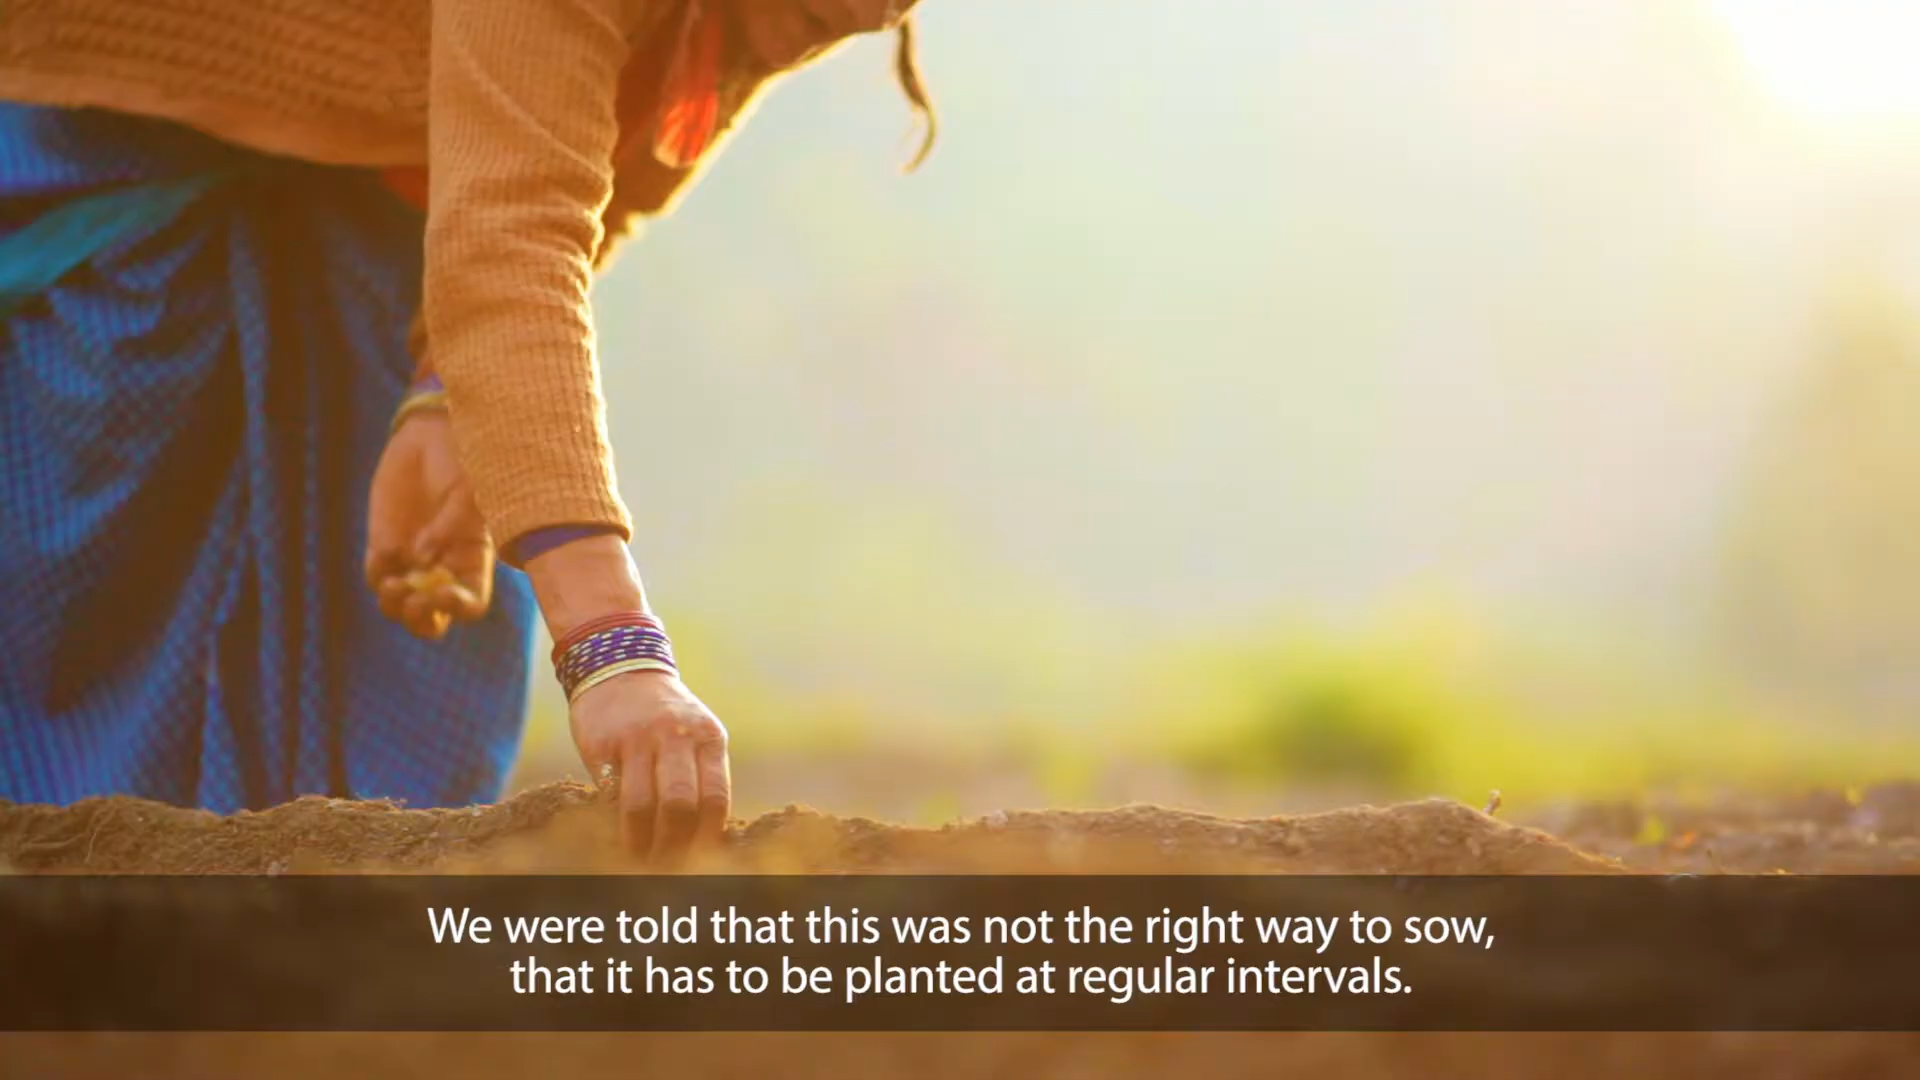 We were told that this was not the right way to sow,
that it has to be planted at regular intervals.